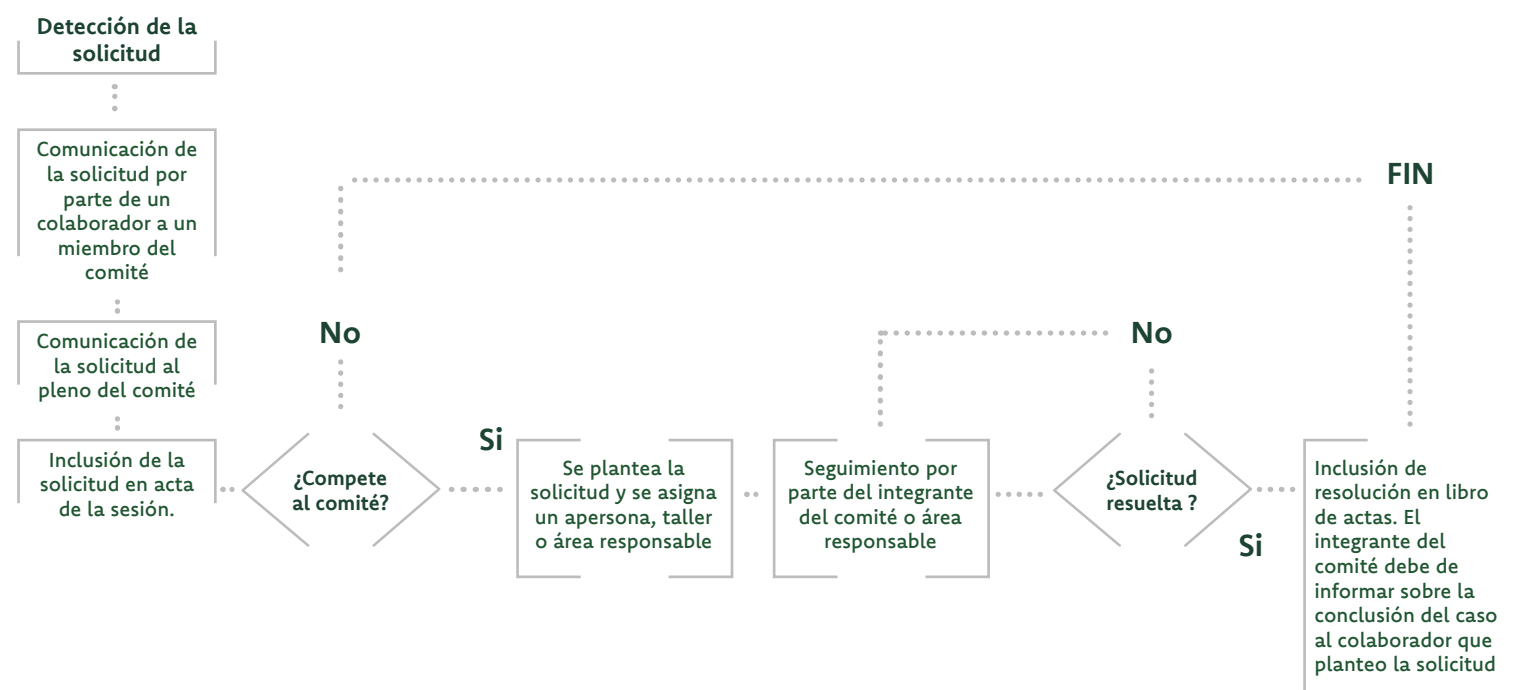 Detección de la
solicitud
Comunicación de
la solicitud por
parte de un
colaborador a un
miembro del
comité
Comunicación de
la solicitud al
pleno del comité
Inclusión de la
solicitud en acta
de la sesión.
¿Compete
al comité?
No
Si
Se plantea la
solicitud y se asigna
un apersona, taller
o área responsable
Seguimiento por
parte del integrante
del comité o área
responsable
¿Solicitud
resuelta ?
No
Si
Inclusión de
resolución en libro
de actas. El
integrante del
comité debe de
informar sobre la
conclusión del caso
al colaborador que
planteo la solicitud
FIN